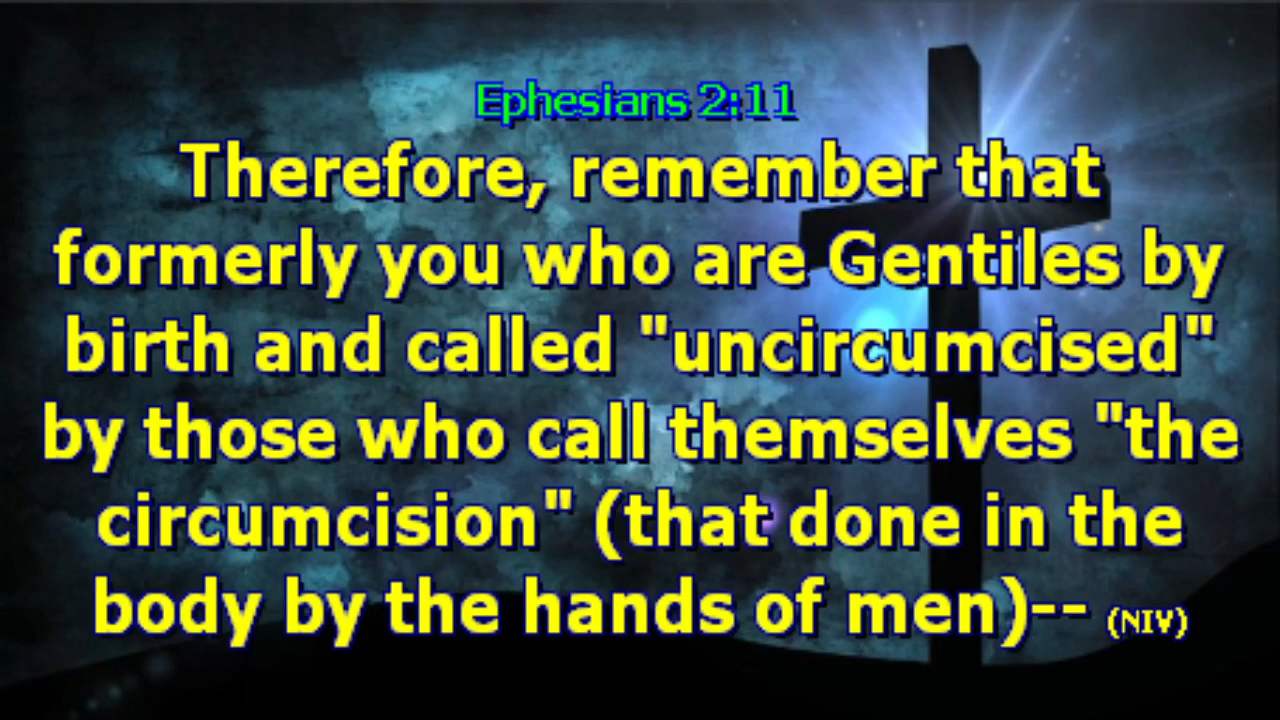 Ephesians 2:11
Therefore, remember that
formerly you who are Gentiles by
birth and called "uncircumcised"
by those who call themselves "the
circumcision" (that done in the
body by the hands of men)-- (NIV)